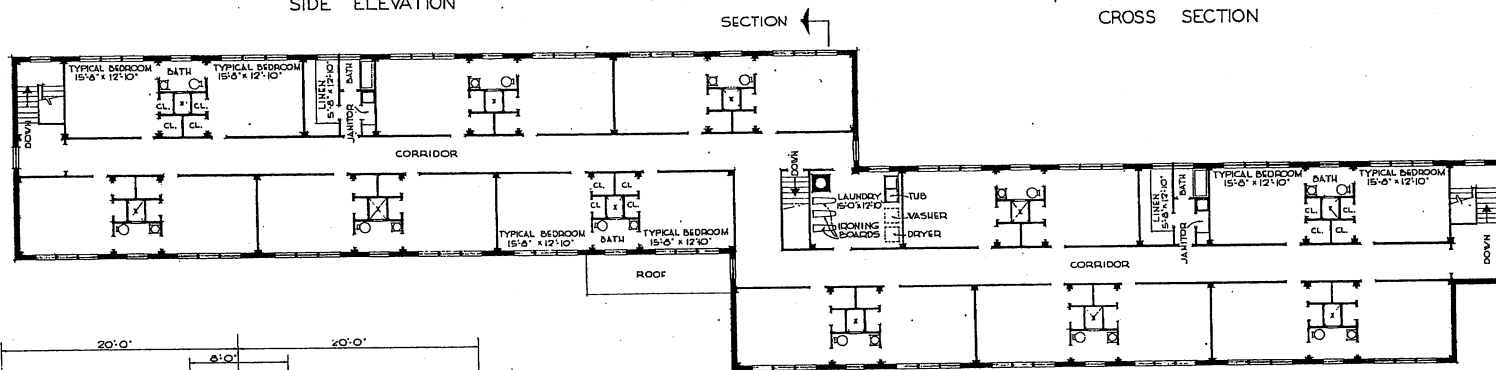 SIDE ELEVATION
SECTION
CROSS SECTION
TYPICAL BEDROOM
15'-8" X 12'-10"
BATH
CL. CL.
CL. CL.
TYPICAL BEDROOM
15'-8" X 12'-10"
LINEN
5'-8" X 12'-10"
BATH
JANITOR
DOWN
CORRIDOR
CL. CL.
CL. CL.
TYPICAL BEDROOM
15'-8" X 12'-10"
BATH
TYPICAL BEDROOM
15'-8" X 12'-10"
ROOF
DOWN
LAUNDRY
15'-0" X 12'-10"
IRONING
BOARDS
TUB
WASHER
DRYER
LINEN
5'-8" X 12'-10"
BATH
JANITOR
TYPICAL BEDROOM
15'-8" X 12'-10"
BATH
CL. CL.
CL. CL.
TYPICAL BEDROOM
15'-8" X 12'-10"
DOWN
CORRIDOR
20'-0" 20'-0"
8'-0"